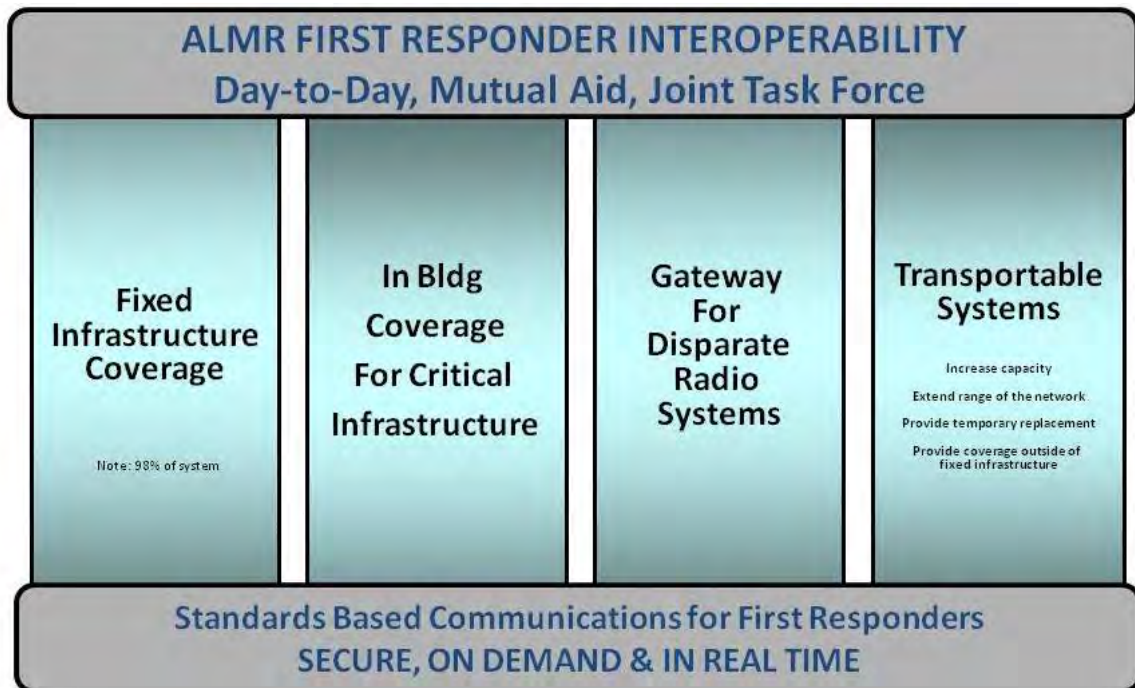 ALMR FIRST RESPONDER INTEROPERABILITY
Day-to-Day, Mutual Aid, Joint Task Force
Fixed
Infrastructure
Coverage
Note: 98% of system
In Bldg
Coverage
For Critical
Infrastructure
Gateway
For
Disparate
Radio
Systems
Transportable
Systems
Increase capacity
Extend range of the network
Provide temporary replacement
Provide coverage outside of
fixed infrastructure
Standards Based Communications for First Responders
SECURE, ON DEMAND & IN REAL TIME